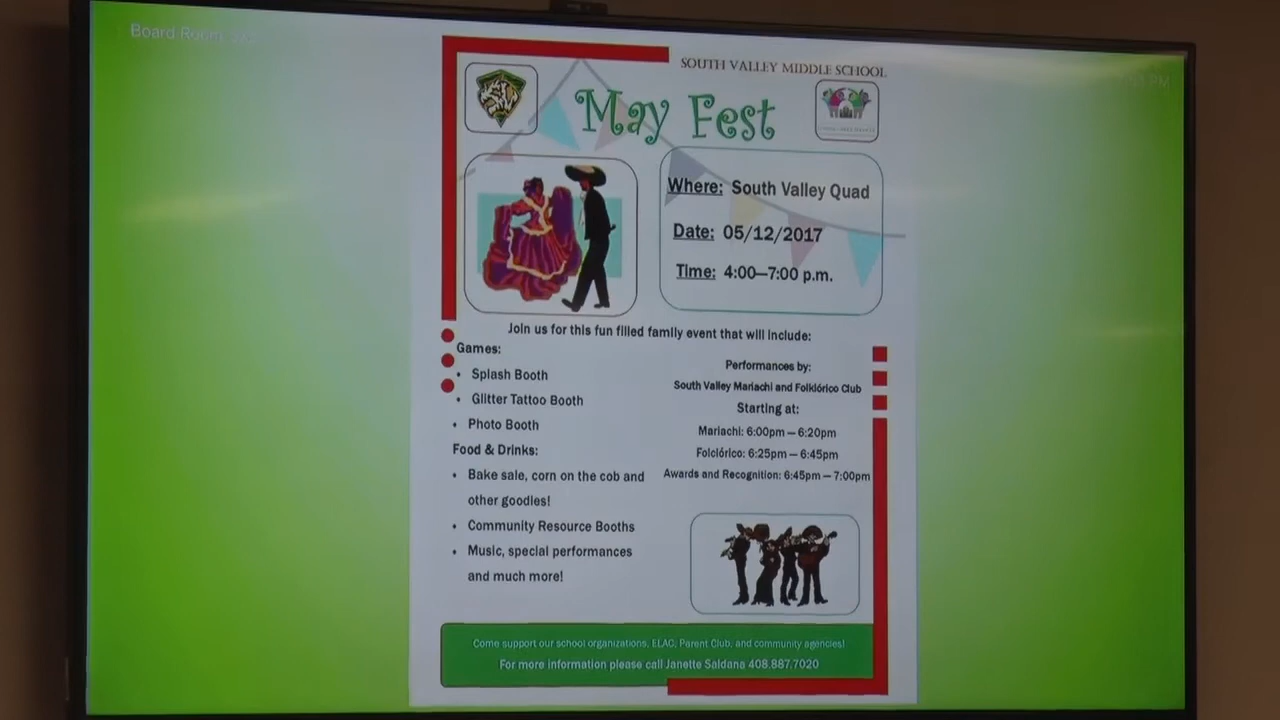 Board Room
SOUTH VALLEY MIDDLE SCHOOL
May Fest
Where: South Valley Quad
Date: 05/12/2017
Time: 4:00—7:00 p.m.
Join us for this fun filled family event that will include:
Games:
• Splash Booth
• Glitter Tattoo Booth
• Photo Booth
Food & Drinks:
• Bake sale, corn on the cob and
other goodies!
• Community Resource Booths
• Music, special performances
and much more!
Performances by:
South Valley Mariachi and Folklórico Club
Starting at:
Mariachi: 6:00pm — 6:20pm
Folclórico: 6:25pm — 6:45pm
Awards and Recognition: 6:45pm — 7:00pm
Come support our school organizations, ELAC, Parent Club, and community agencies!
For more information please call Janette Saldana 408.887.7020